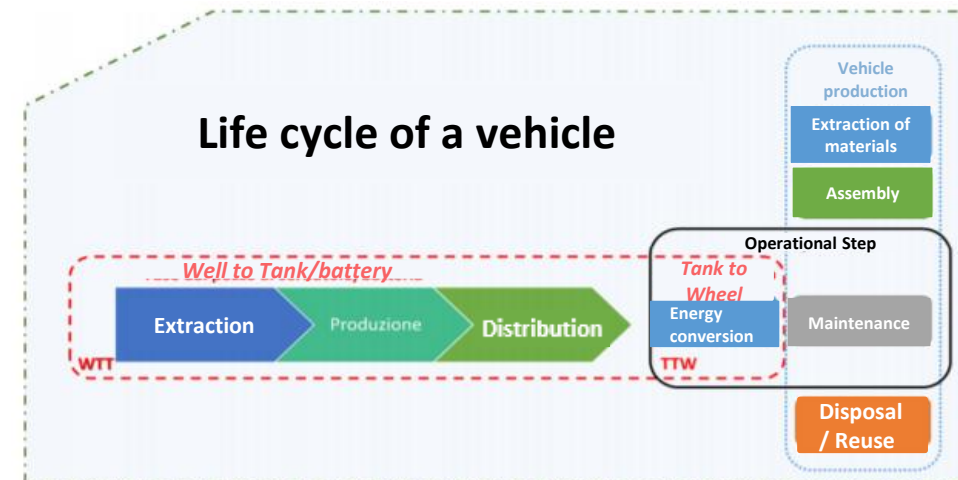 Life cycle of a vehicle
Vehicle
production
Extraction of
materials
Assembly
Operational Step
Well to Tank/battery
Tank to
Wheel
Extraction
Produzione
Distribution
Energy
conversion
Maintenance
WTT
TTW
Disposal
/ Reuse